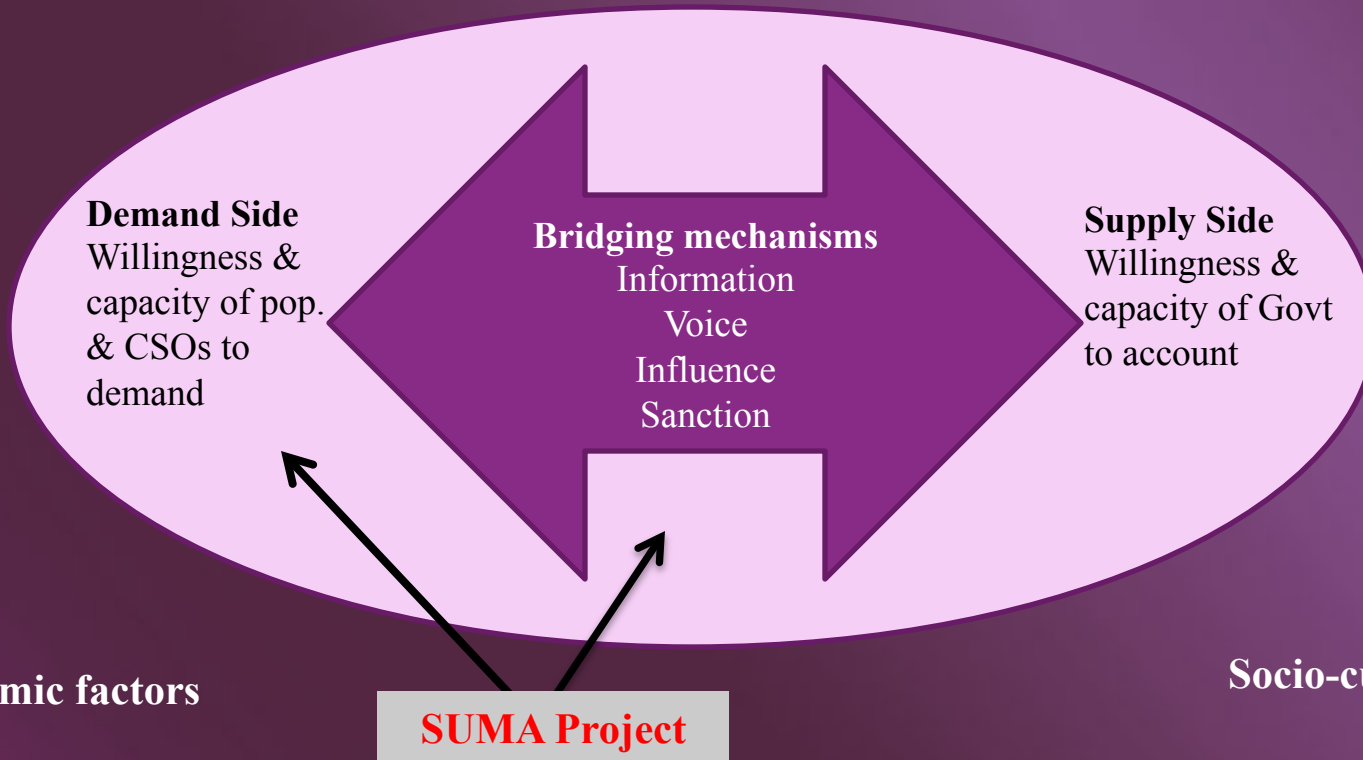 Demand Side
Willingness &
capacity of pop.
& CSOs to
demand
Bridging mechanisms
Information
Voice
Influence
Sanction
Supply Side
Willingness &
capacity of Govt
to account
mic factors
Socio-cu
SUMA Project